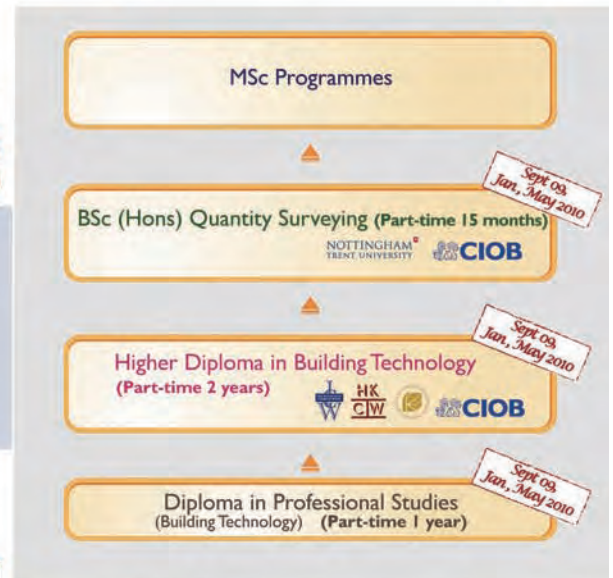 MSc Programmes
Sept 09,
Jan, May 2010
BSc (Hons) Quantity Surveying (Part-time 15 months)
NOTTINGHAM
TRENT UNIVERSITY
CIOB
Sept 09,
Jan, May 2010
Higher Diploma in Building Technology
(Part-time 2 years)
HK
CIW
CIOB
Sept 09,
Jan, May 2010
Diploma in Professional Studies
(Building Technology) (Part-time 1 year)